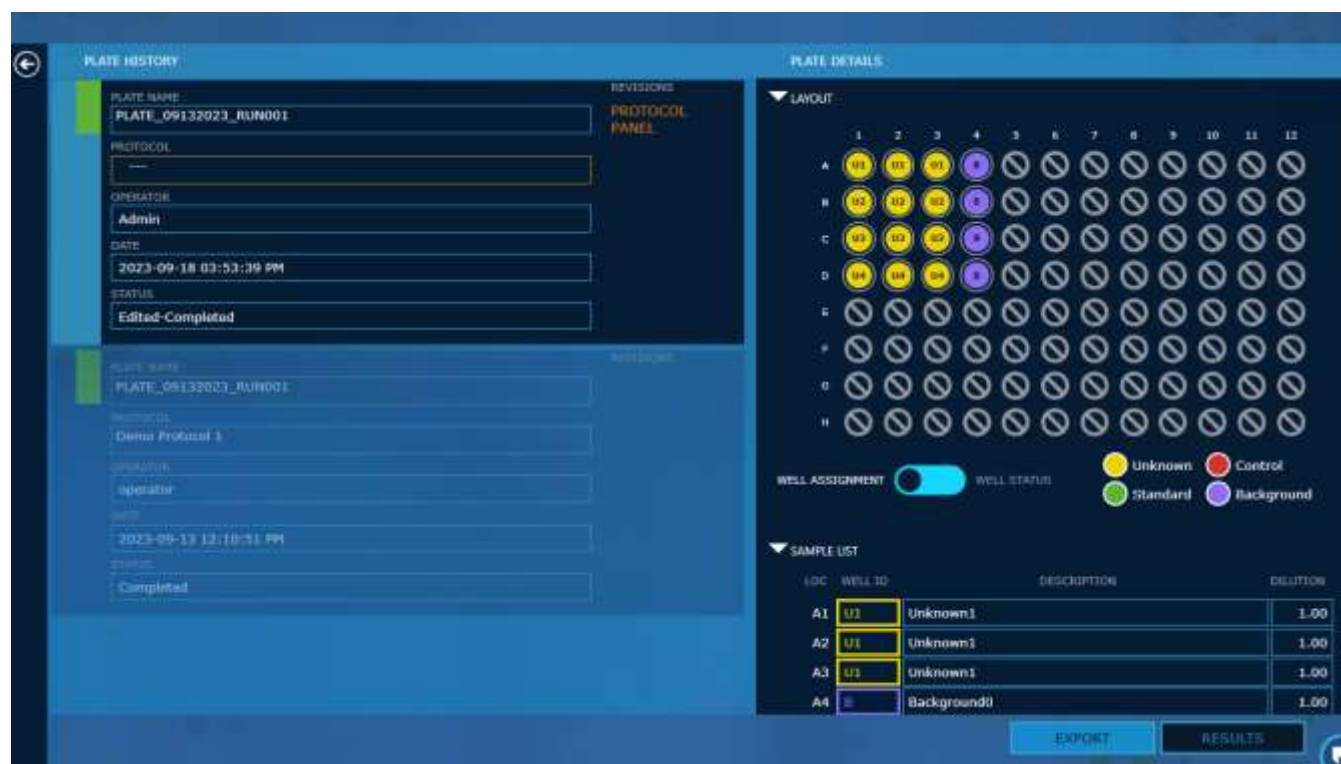 PLATE HISTORY
PLATE NAME
PLATE_09132023_RUN001
REVISIONS
PROTOCOL
PANEL
PROTOCOL
---
OPERATOR
Admin
DATE
2023-09-18 03:53:39 PM
STATUS
Edited-Completed
PLATE NAME
PLATE_09132023_RUN001
REVISIONS
PROTOCOL
Demo Protocol 1
OPERATOR
operator
DATE
2023-09-13 12:10:51 PM
STATUS
Completed
PLATE DETAILS
LAYOUT
1 2 3 4 5 6 7 8 9 10 11 12
A U1 U1 U1 B
B U2 U2 U2 B
C U3 U3 U3 B
D U4 U4 U4 B
E
F
G
H
WELL ASSIGNMENT WELL STATUS
Unknown Control
Standard Background
SAMPLE LIST
LOC WELL ID DESCRIPTION DILUTION
A1 U1 Unknown1 1.00
A2 U1 Unknown1 1.00
A3 U1 Unknown1 1.00
A4 B Background0 1.00
EXPORT RESULTS